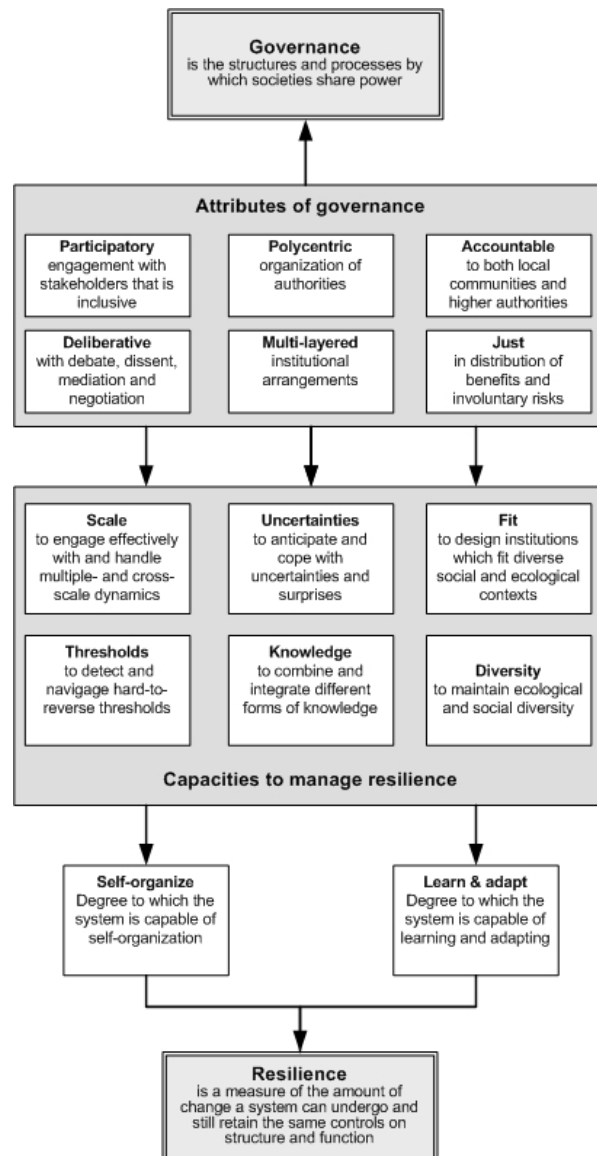 Governance
is the structures and processes by
which societies share power
Attributes of governance
Participatory
engagement with
stakeholders that is
inclusive
Polycentric
organization of
authorities
Accountable
to both local
communities and
higher authorities
Deliberative
with debate, dissent,
mediation and
negotiation
Multi-layered
institutional
arrangements
Just
in distribution of
benefits and
involuntary risks
Scale
to engage effectively
with and handle
multiple- and cross-
scale dynamics
Uncertainties
to anticipate and
cope with
uncertainties and
surprises
Fit
to design institutions
which fit diverse
social and ecological
contexts
Thresholds
to detect and
navigage hard-to-
reverse thresholds
Knowledge
to combine and
integrate different
forms of knowledge
Diversity
to maintain ecological
and social diversity
Capacities to manage resilience
Self-organize
Degree to which the
system is capable of
self-organization
Learn & adapt
Degree to which the
system is capable of
learning and adapting
Resilience
is a measure of the amount of
change a system can undergo and
still retain the same controls on
structure and function